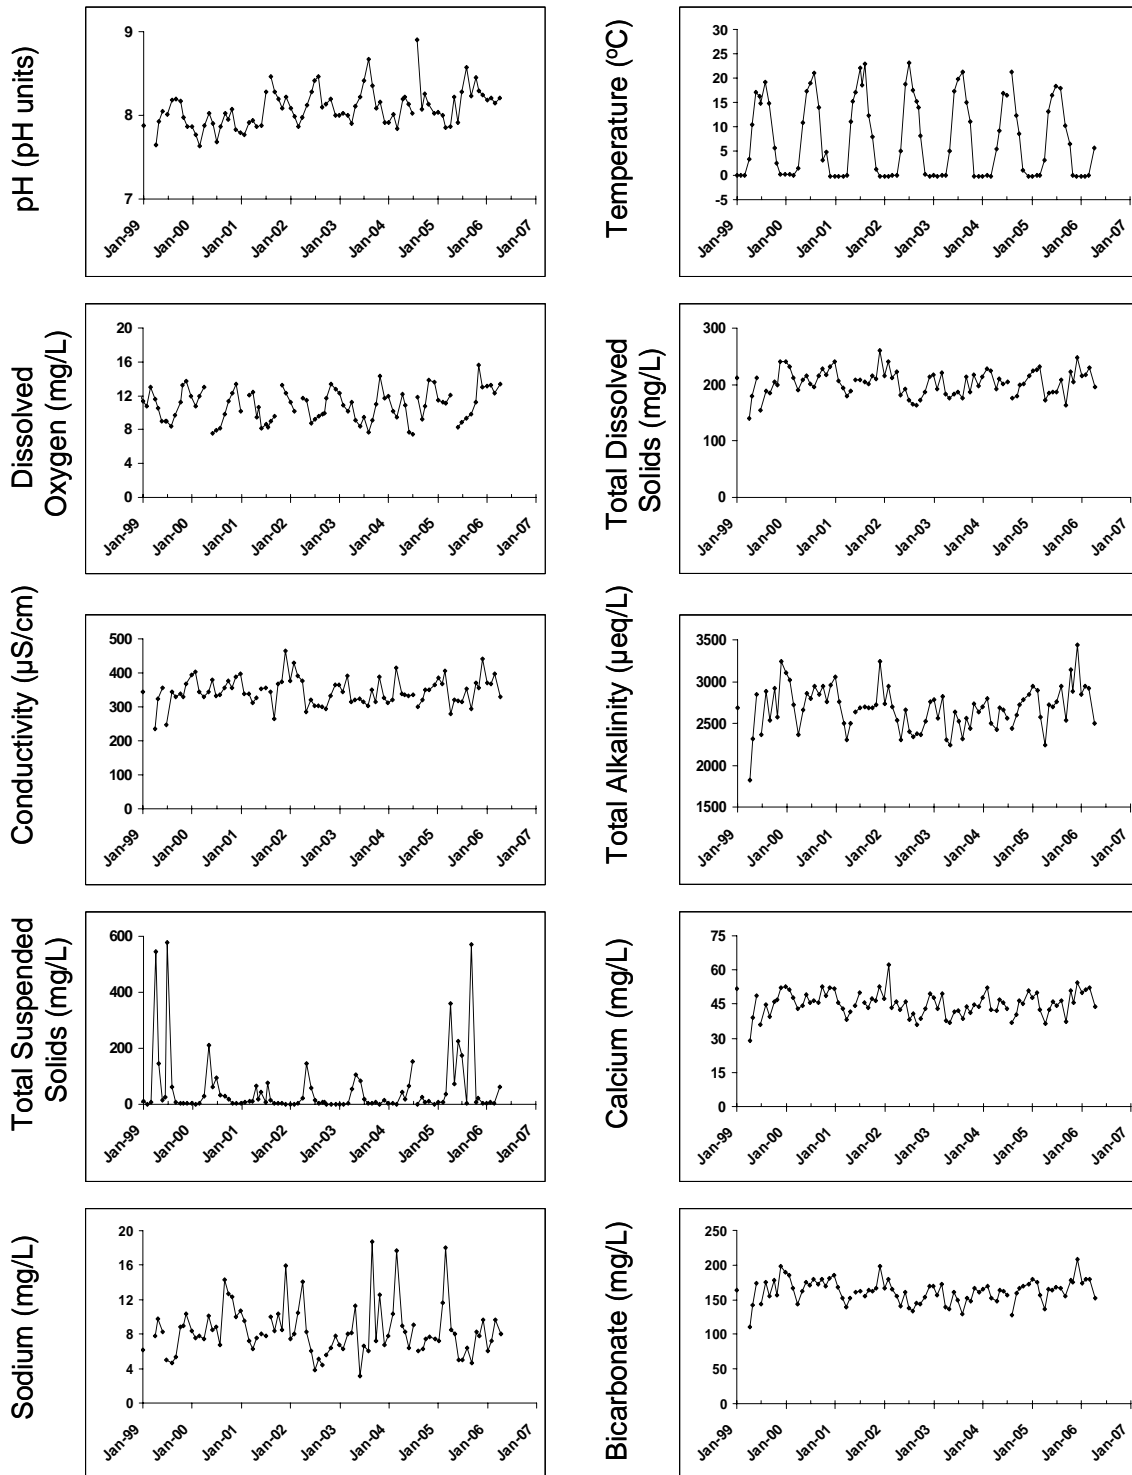 pH (pH units)
9
8
7
Jan-99 Jan-00 Jan-01 Jan-02 Jan-03 Jan-04 Jan-05 Jan-06 Jan-07
Temperature (ºC)
30
25
20
15
10
5
0
-5
Jan-99 Jan-00 Jan-01 Jan-02 Jan-03 Jan-04 Jan-05 Jan-06 Jan-07
Dissolved
Oxygen (mg/L)
20
16
12
8
4
0
Jan-99 Jan-00 Jan-01 Jan-02 Jan-03 Jan-04 Jan-05 Jan-06 Jan-07
Total Dissolved
Solids (mg/L)
300
200
100
0
Jan-99 Jan-00 Jan-01 Jan-02 Jan-03 Jan-04 Jan-05 Jan-06 Jan-07
Conductivity (µS/cm)
500
400
300
200
100
0
Jan-99 Jan-00 Jan-01 Jan-02 Jan-03 Jan-04 Jan-05 Jan-06 Jan-07
Total Alkalinity (µeq/L)
3500
3000
2500
2000
1500
Jan-99 Jan-00 Jan-01 Jan-02 Jan-03 Jan-04 Jan-05 Jan-06 Jan-07
Total Suspended
Solids (mg/L)
600
400
200
0
Jan-99 Jan-00 Jan-01 Jan-02 Jan-03 Jan-04 Jan-05 Jan-06 Jan-07
Calcium (mg/L)
75
60
45
30
15
0
Jan-99 Jan-00 Jan-01 Jan-02 Jan-03 Jan-04 Jan-05 Jan-06 Jan-07
Sodium (mg/L)
20
16
12
8
4
0
Jan-99 Jan-00 Jan-01 Jan-02 Jan-03 Jan-04 Jan-05 Jan-06 Jan-07
Bicarbonate (mg/L)
250
200
150
100
50
0
Jan-99 Jan-00 Jan-01 Jan-02 Jan-03 Jan-04 Jan-05 Jan-06 Jan-07